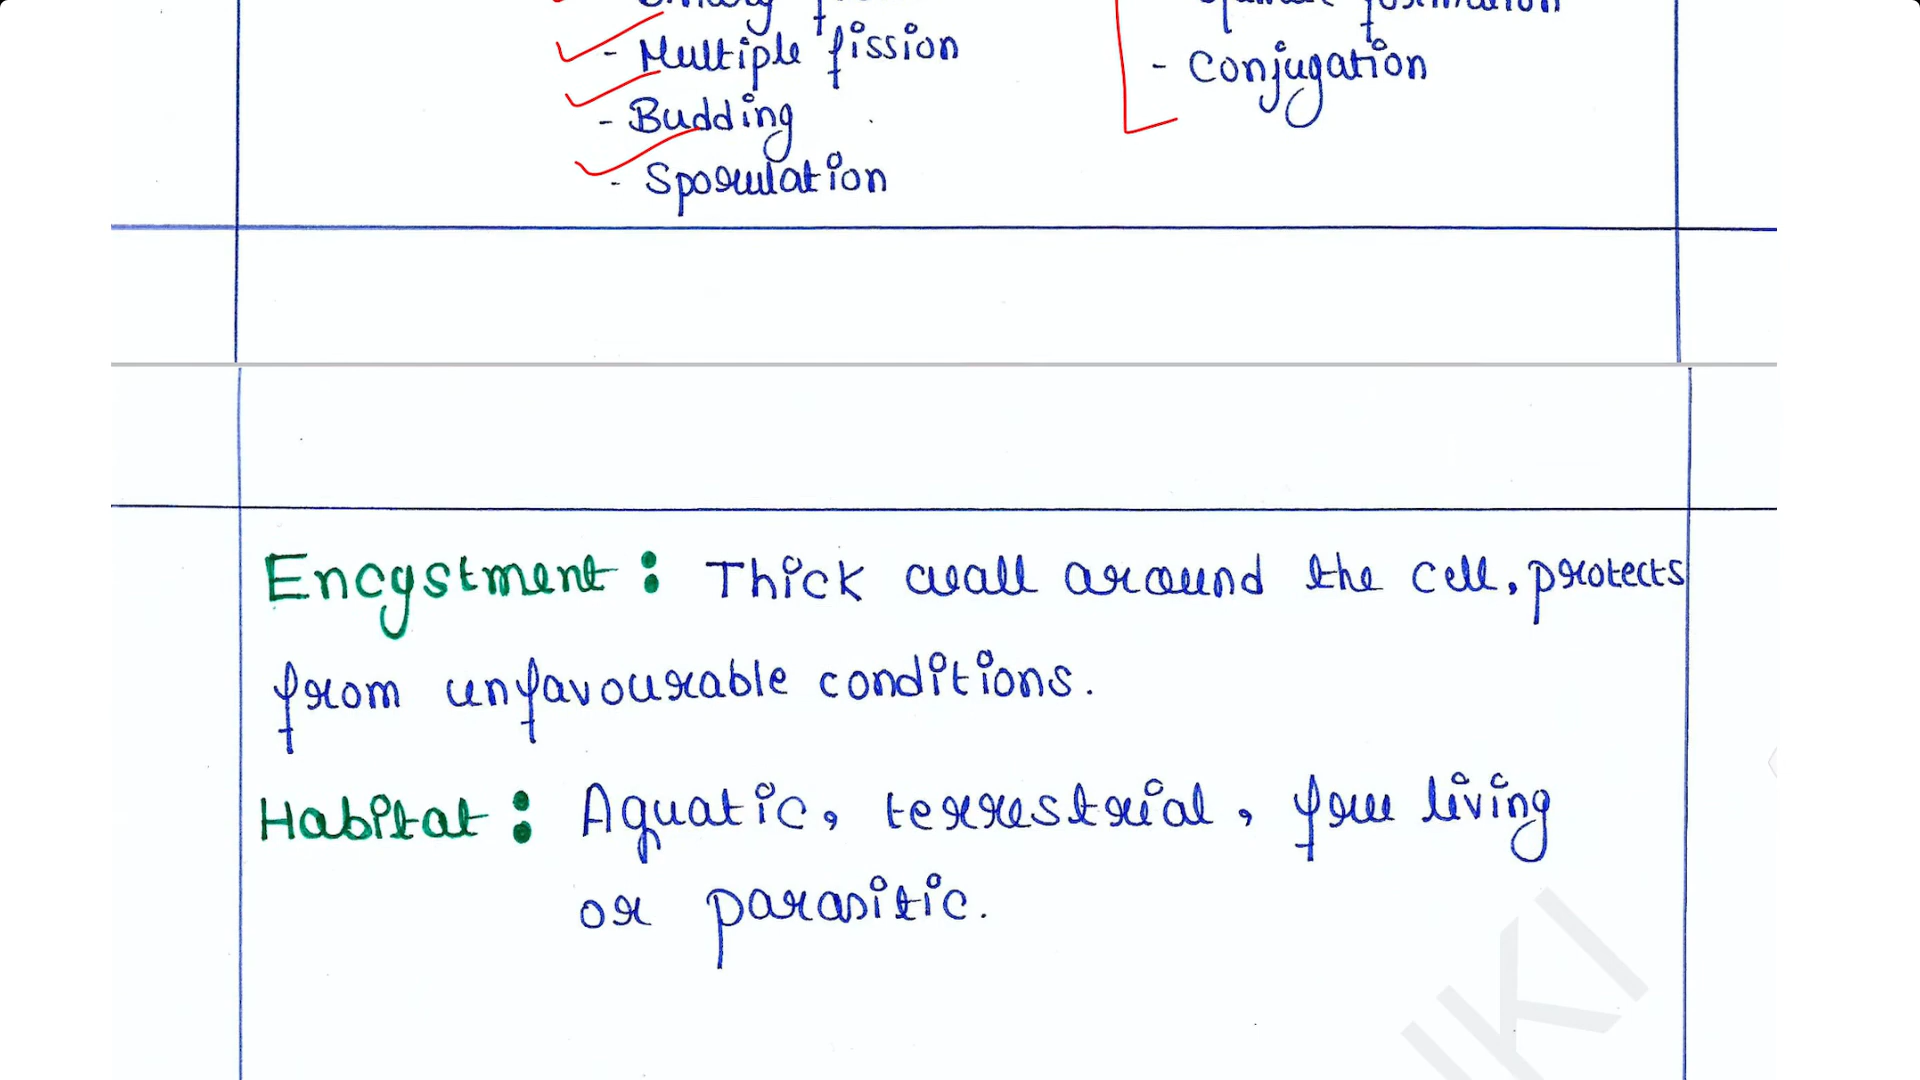 - Multiple fission
- Conjugation
- Budding
- Sporulation
Encystment : Thick wall around the cell, protects
from unfavourable conditions.
Habitat : Aquatic, terrestrial, free living
or parasitic.
IKI